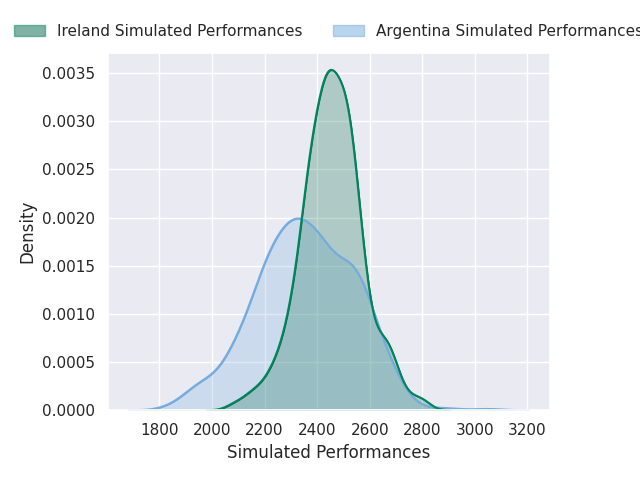 Ireland Simulated Performances
Argentina Simulated Performances
0.0035
0.0030
0.0025
0.0020
0.0015
0.0010
0.0005
0.0000
Density
1800 2000 2200 2400 2600 2800 3000 3200
Simulated Performances